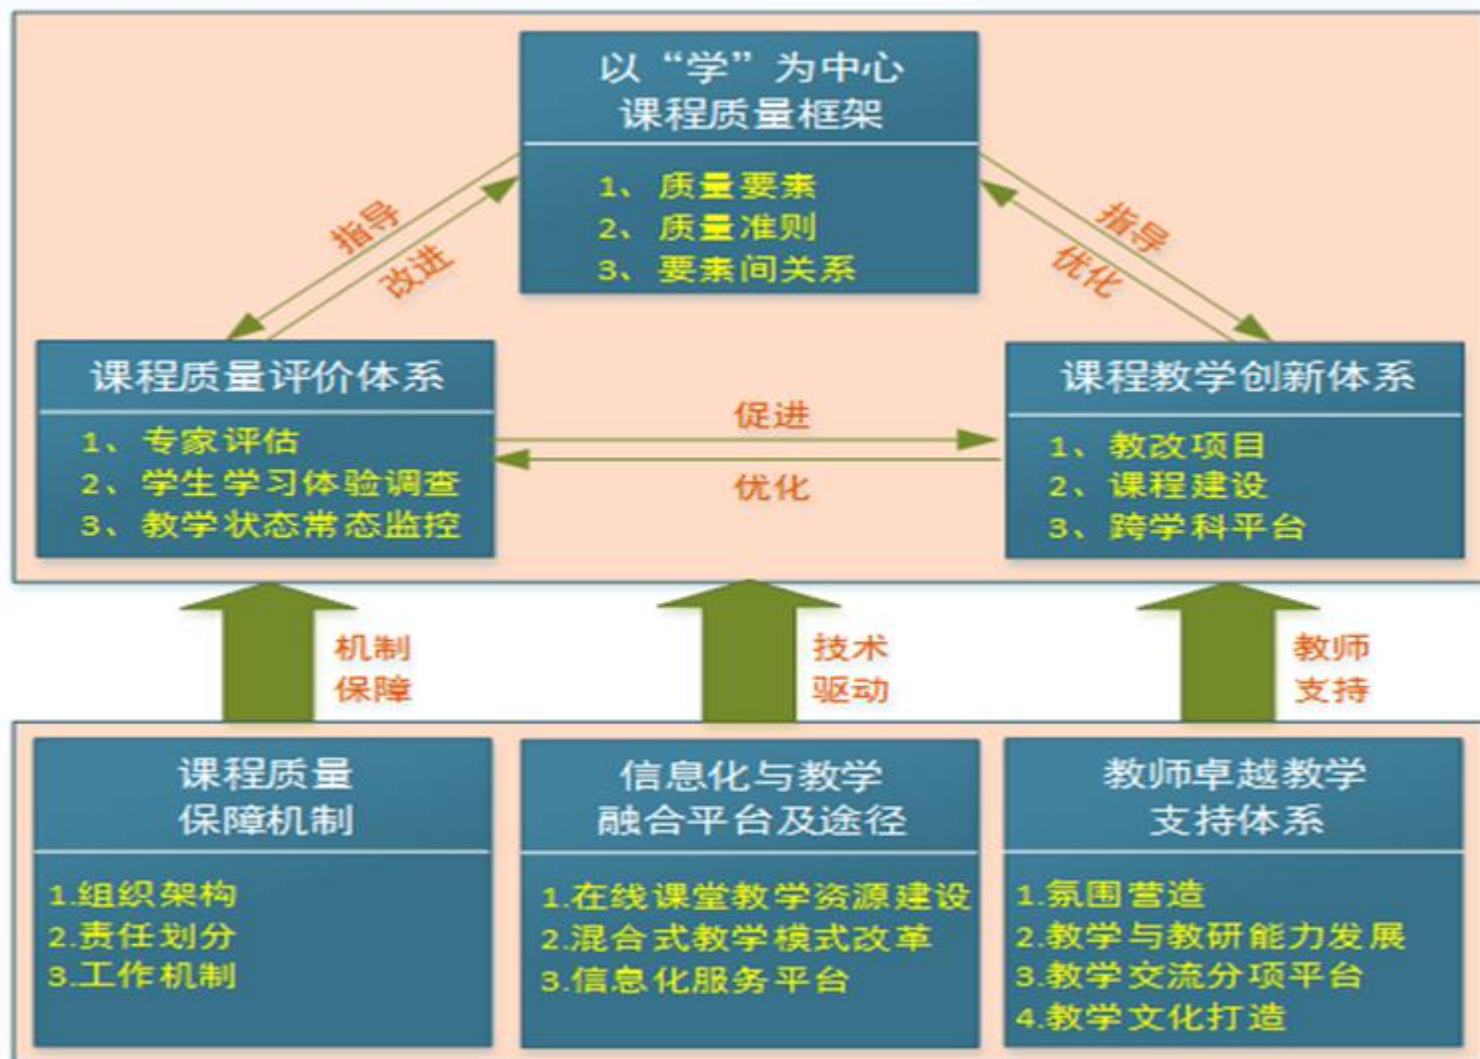 以“学”为中心
课程质量框架
1、质量要素
2、质量准则
3、要素间关系
指导
改进
指导
优化
课程质量评价体系
1、专家评估
2、学生学习体验调查
3、教学状态常态监控
促进
优化
课程教学创新体系
1、教改项目
2、课程建设
3、跨学科平台
机制
保障
技术
驱动
教师
支持
课程质量
保障机制
1.组织架构
2.责任划分
3.工作机制
信息化与教学
融合平台及途径
1.在线课堂教学资源建设
2.混合式教学模式改革
3.信息化服务平台
教师卓越教学
支持体系
1.氛围营造
2.教学与教研能力发展
3.教学交流分项平台
4.教学文化打造